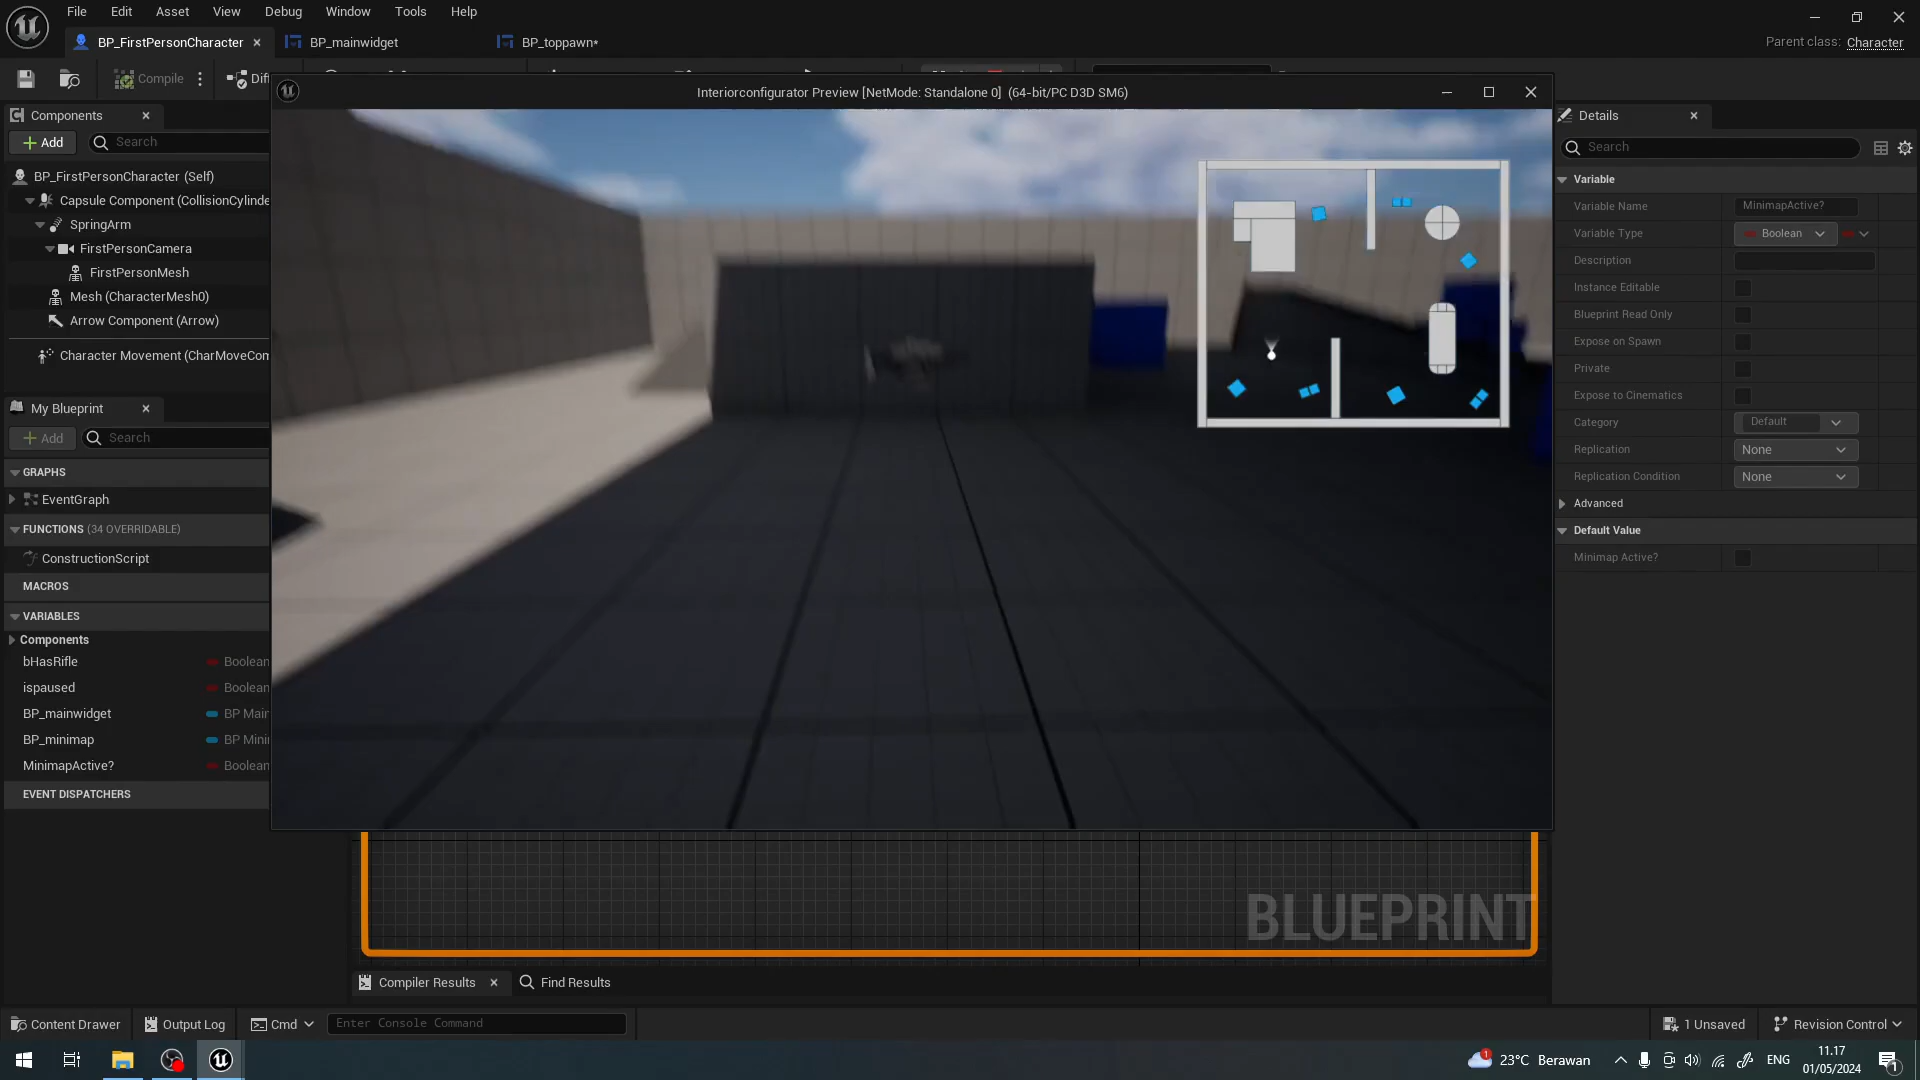 File Edit Asset View Debug Window Tools Help
BP_FirstPersonCharacter BP_mainwidget BP_toppawn*
Parent class: Character
Compile Diff
Interiorconfigurator Preview [NetMode: Standalone 0] (64-bit/PC D3D SM6)
Components
Add Search
BP_FirstPersonCharacter (Self)
Capsule Component (CollisionCylinde
SpringArm
FirstPersonCamera
FirstPersonMesh
Mesh (CharacterMesh0)
Arrow Component (Arrow)
Character Movement (CharMoveCom
My Blueprint
Add Search
GRAPHS
EventGraph
FUNCTIONS (34 OVERRIDABLE)
ConstructionScript
MACROS
VARIABLES
Components
bHasRifle Boolean
ispaused Boolean
BP_mainwidget BP Main
BP_minimap BP Mini
MinimapActive? Boolean
EVENT DISPATCHERS
Details
Search
Variable
Variable Name MinimapActive?
Variable Type Boolean
Description
Instance Editable
Blueprint Read Only
Expose on Spawn
Private
Expose to Cinematics
Category Default
Replication None
Replication Condition None
Advanced
Default Value
Minimap Active?
BLUEPRINT
Compiler Results Find Results
Content Drawer Output Log Cmd Enter Console Command
1 Unsaved Revision Control
1 23°C Berawan ENG 11.17
01/05/2024 1